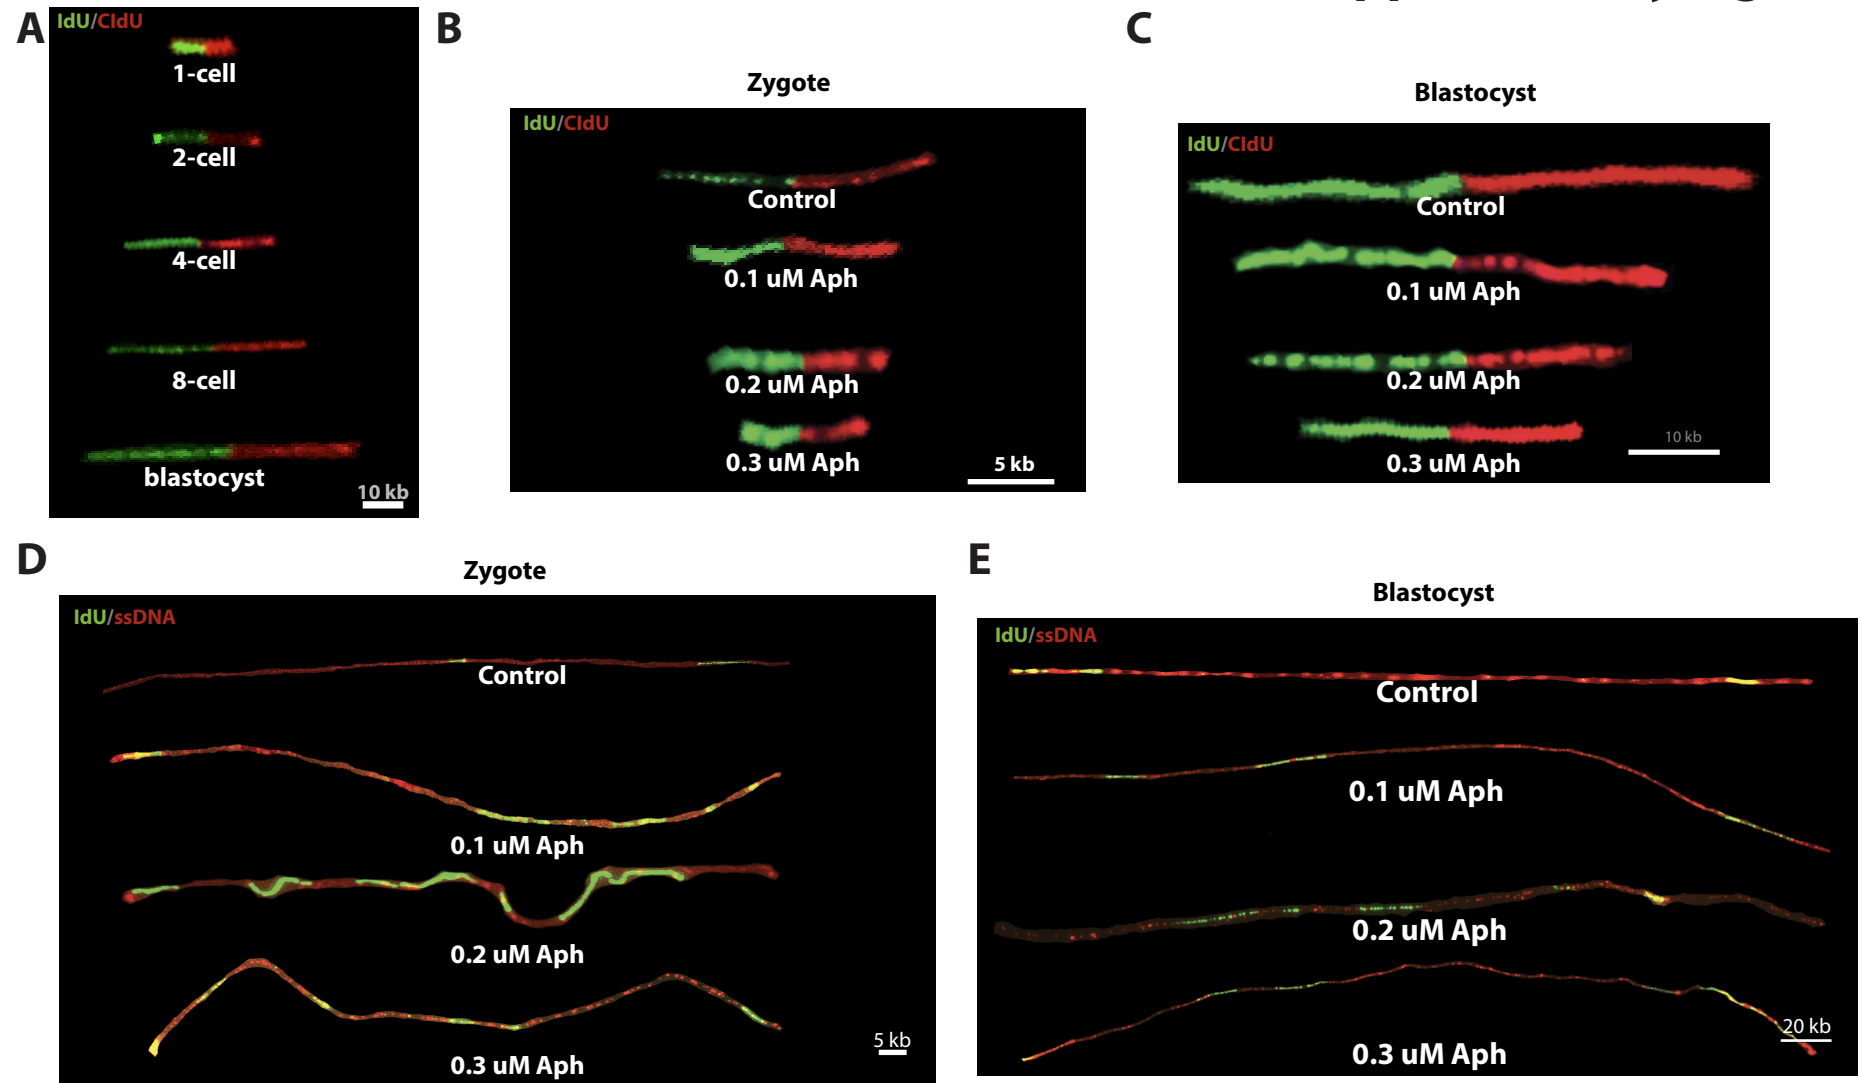 A
IdU/CldU
1-cell
2-cell
4-cell
8-cell
blastocyst
10 kb
B
Zygote
IdU/CldU
Control
0.1 uM Aph
0.2 uM Aph
0.3 uM Aph
5 kb
C
Blastocyst
IdU/CldU
Control
0.1 uM Aph
0.2 uM Aph
0.3 uM Aph
10 kb
D
Zygote
IdU/ssDNA
Control
0.1 uM Aph
0.2 uM Aph
0.3 uM Aph
5 kb
E
Blastocyst
IdU/ssDNA
Control
0.1 uM Aph
0.2 uM Aph
0.3 uM Aph
20 kb